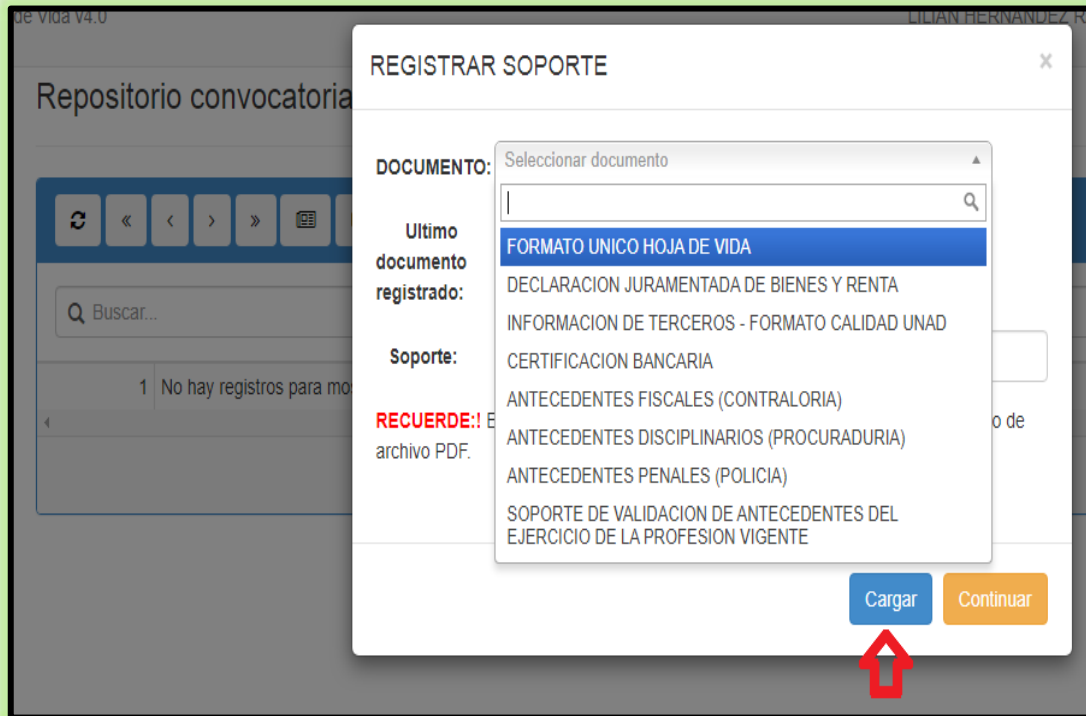 de Vida v4.0
LILIAN HERNANDEZ R
REGISTRAR SOPORTE
×
Repositorio convocatoria
DOCUMENTO:
Seleccionar documento
Ultimo
documento
registrado:
FORMATO UNICO HOJA DE VIDA
DECLARACION JURAMENTADA DE BIENES Y RENTA
INFORMACION DE TERCEROS - FORMATO CALIDAD UNAD
Buscar...
Soporte:
CERTIFICACION BANCARIA
1 No hay registros para mo
ANTECEDENTES FISCALES (CONTRALORIA)
RECUERDE:! E
o de
archivo PDF.
ANTECEDENTES DISCIPLINARIOS (PROCURADURIA)
ANTECEDENTES PENALES (POLICIA)
SOPORTE DE VALIDACION DE ANTECEDENTES DEL
EJERCICIO DE LA PROFESION VIGENTE
Cargar
Continuar